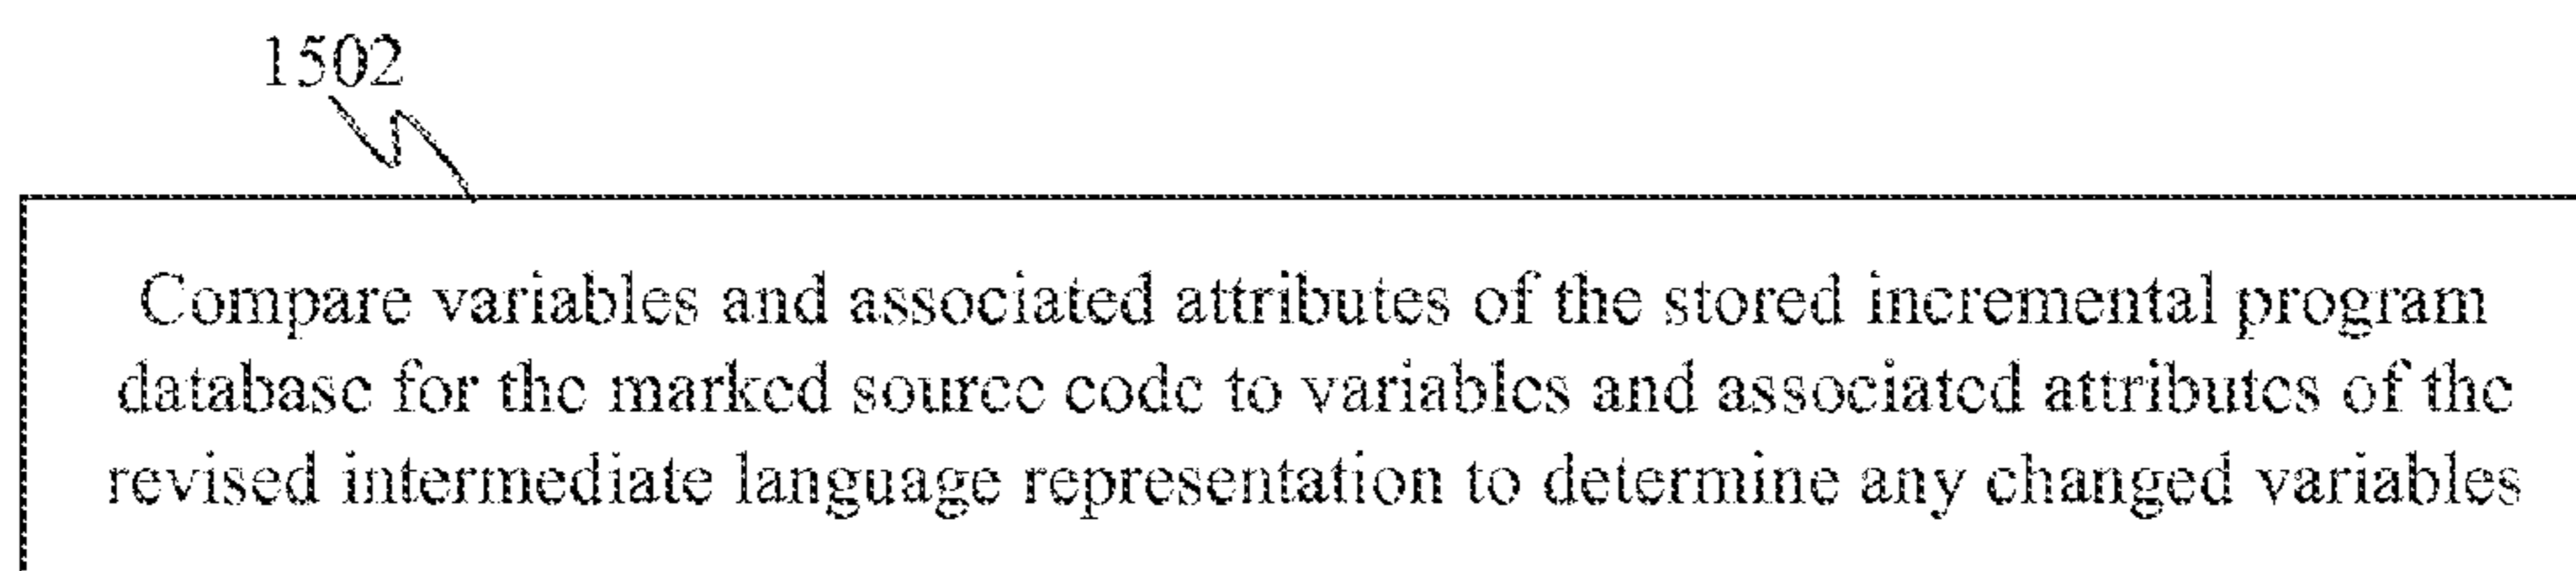 1502
Compare variables and associated attributes of the stored incremental program
database for the marked source code to variables and associated attributes of the
revised intermediate language representation to determine any changed variables